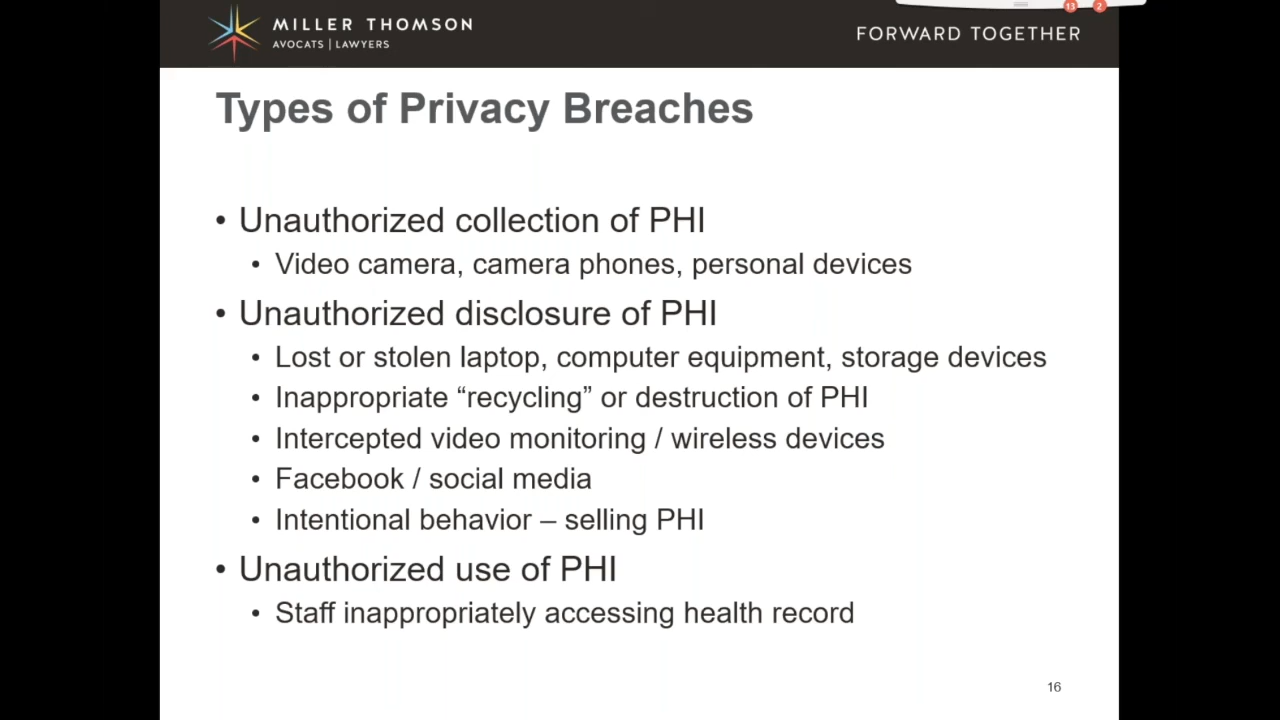 MILLER THOMSON
AVOCATS | LAWYERS
FORWARD TOGETHER
13
2
Types of Privacy Breaches
• Unauthorized collection of PHI
• Video camera, camera phones, personal devices
• Unauthorized disclosure of PHI
• Lost or stolen laptop, computer equipment, storage devices
• Inappropriate “recycling” or destruction of PHI
• Intercepted video monitoring / wireless devices
• Facebook / social media
• Intentional behavior – selling PHI
• Unauthorized use of PHI
• Staff inappropriately accessing health record
16